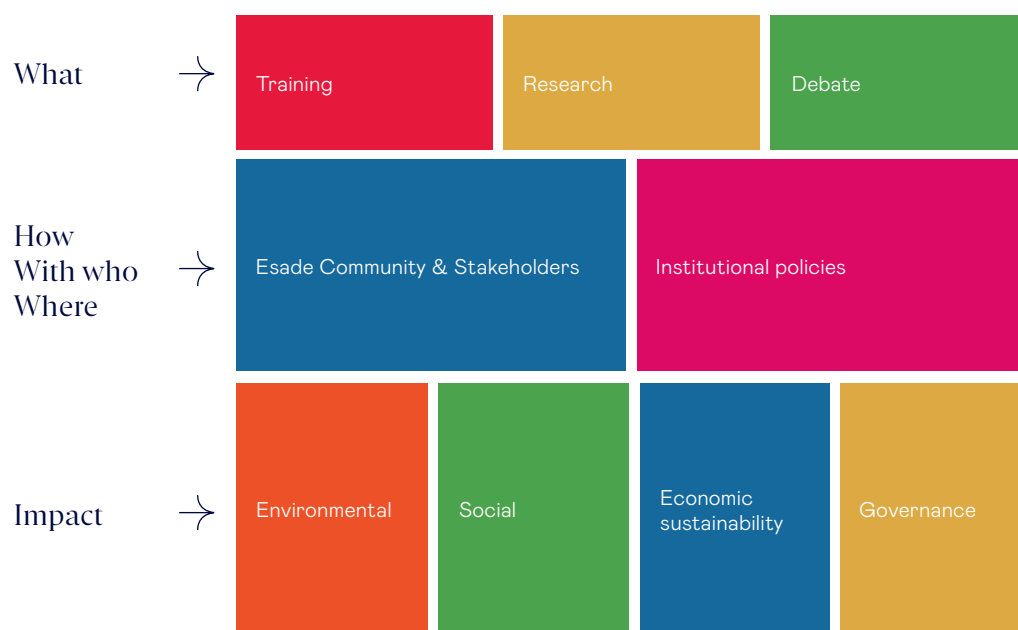 What
Training
Research
Debate
How
With who
Where
Esade Community & Stakeholders
Institutional policies
Impact
Environmental
Social
Economic
sustainability
Governance